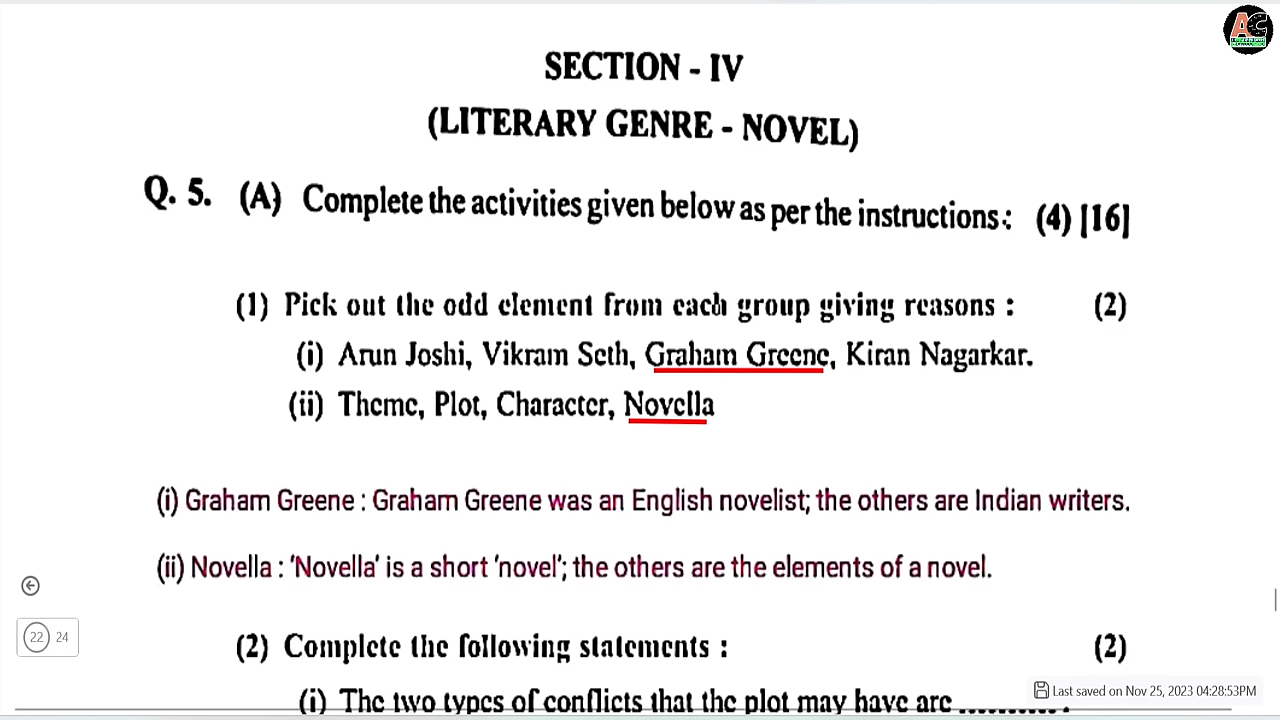 SECTION - IV
(LITERARY GENRE - NOVEL)
Q. 5. (A) Complete the activities given below as per the instructions: (4) [16]
(1) Pick out the odd element from each group giving reasons : (2)
(i) Arun Joshi, Vikram Seth, Graham Greene, Kiran Nagarkar.
(ii) Theme, Plot, Character, Novella
(i) Graham Greene : Graham Greene was an English novelist; the others are Indian writers.
(ii) Novella : 'Novella' is a short 'novel'; the others are the elements of a novel.
22 24
(2) Complete the following statements : (2)
(i) The two types of conflicts that the plot may have are ..........
Last saved on Nov 25, 2023 04:28:53PM
AC